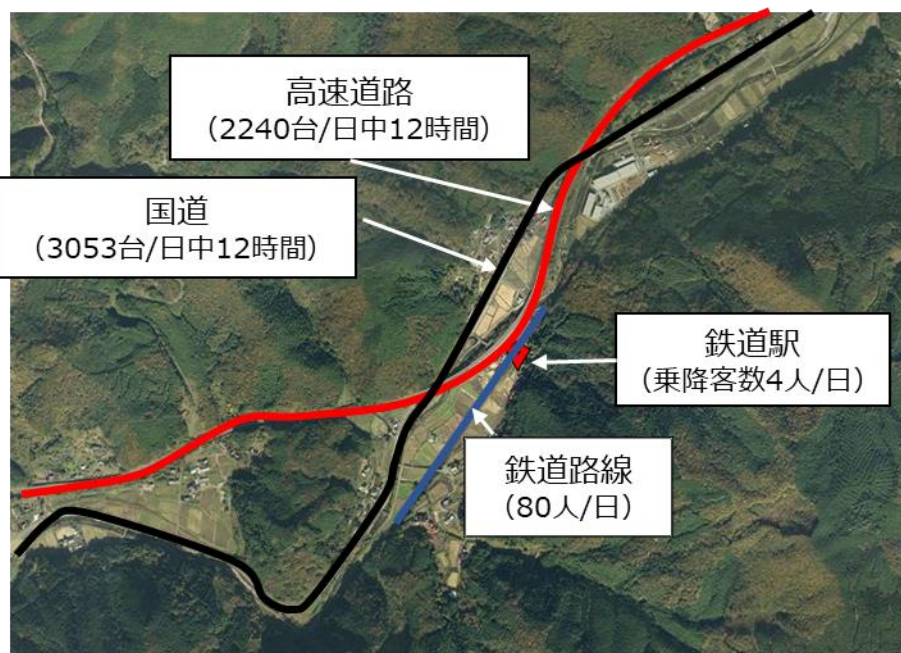 高速道路
（2240台/日中12時間）
国道
（3053台/日中12時間）
鉄道駅
（乗降客数4人/日）
鉄道路線
（80人/日）